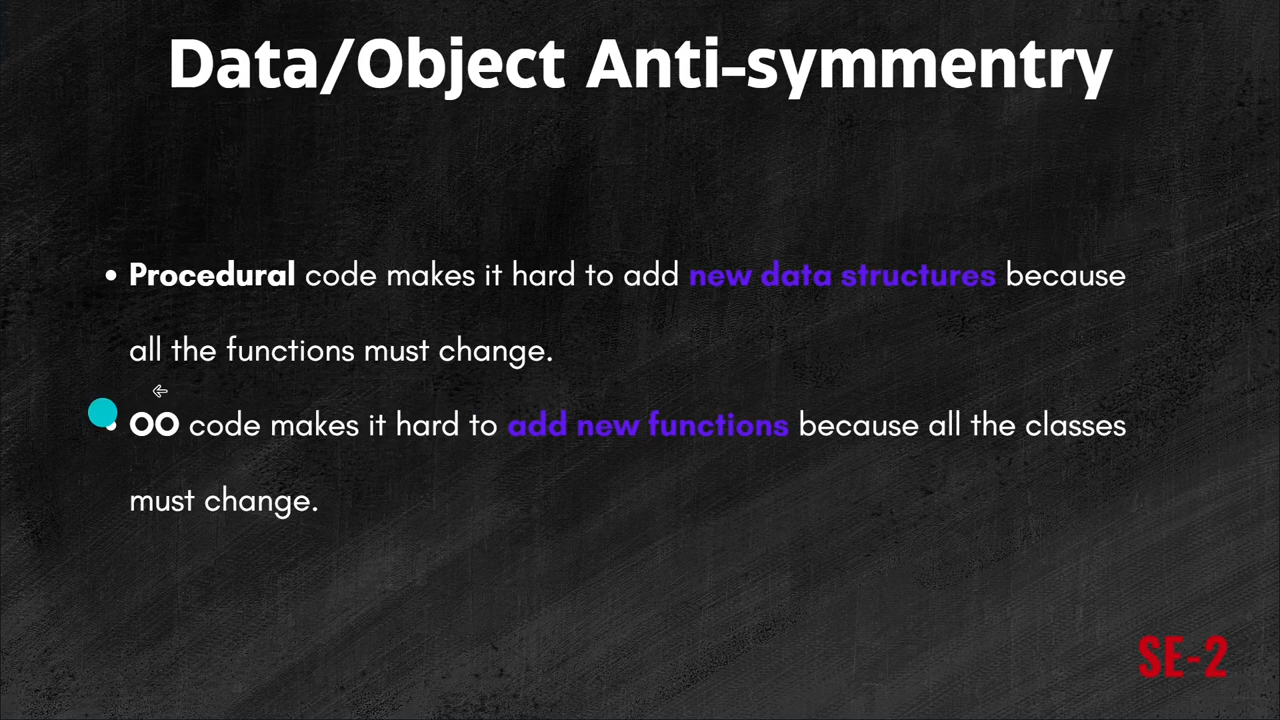 Data/Object Anti-symmentry
• Procedural code makes it hard to add new data structures because
all the functions must change.
• OO code makes it hard to add new functions because all the classes
must change.
SE-2